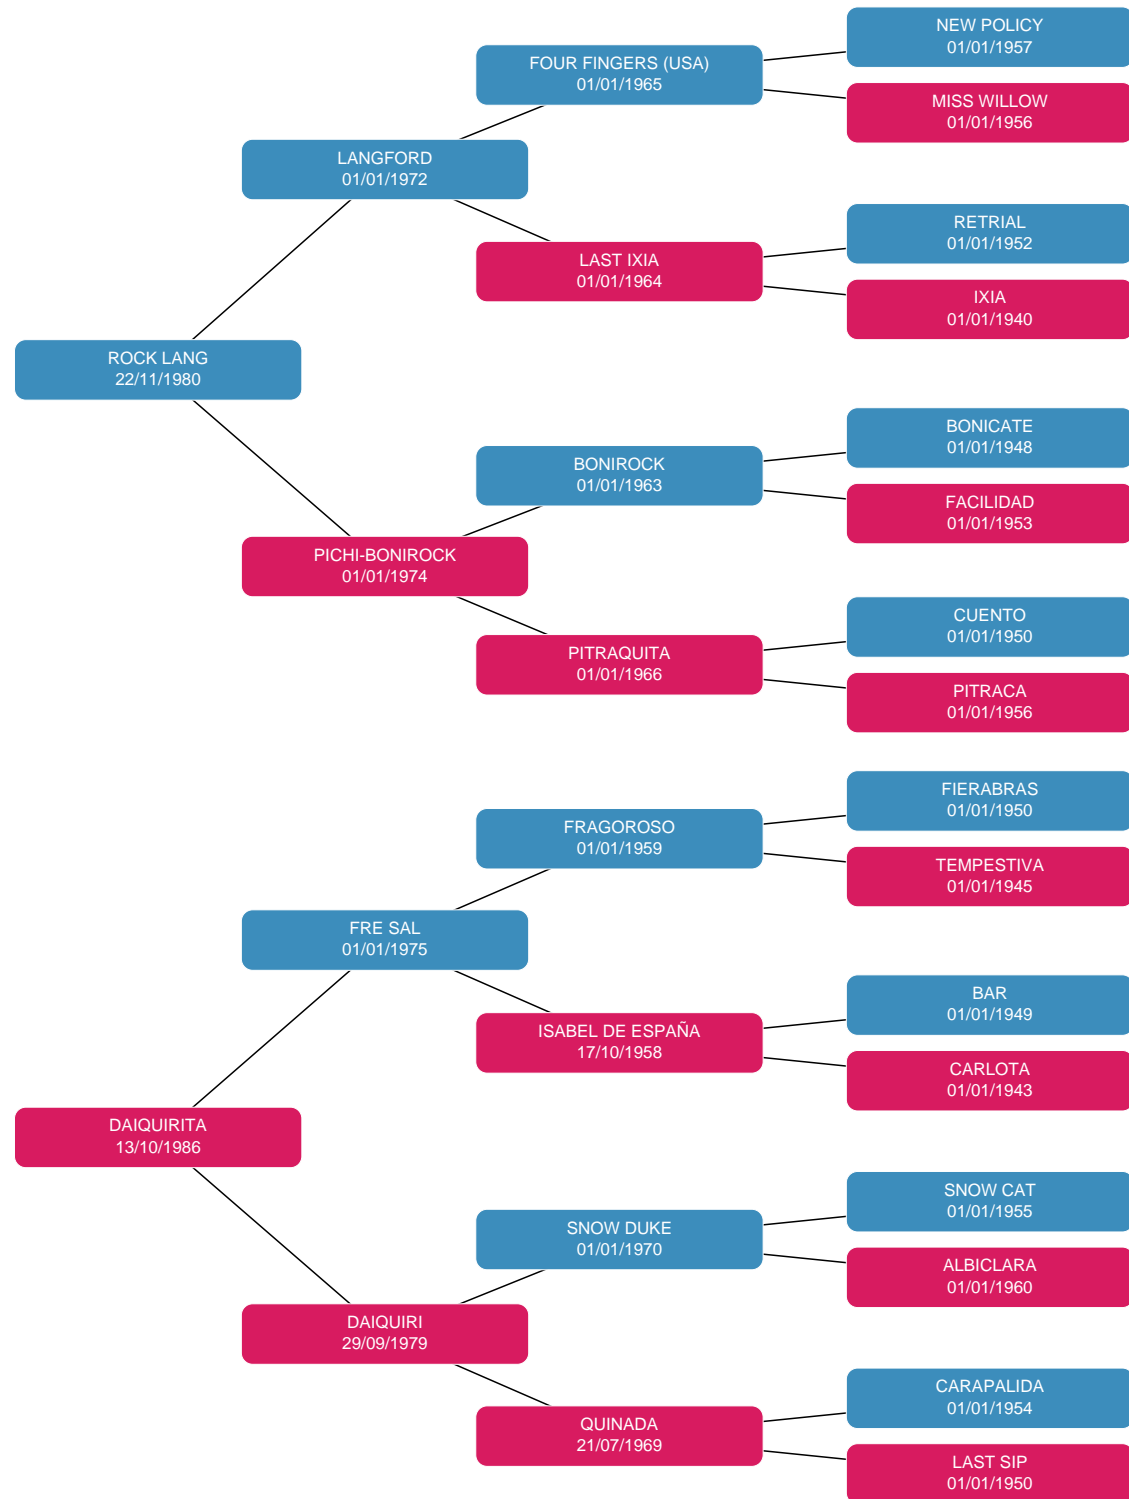 NEW POLICY
01/01/1957
FOUR FINGERS (USA)
01/01/1965
MISS WILLOW
01/01/1956
LANGFORD
01/01/1972
RETRIAL
01/01/1952
LAST IXIA
01/01/1964
IXIA
01/01/1940
ROCK LANG
22/11/1980
BONICATE
01/01/1948
BONIROCK
01/01/1963
FACILIDAD
01/01/1953
PICHI-BONIROCK
01/01/1974
CUENTO
01/01/1950
PITRAQUITA
01/01/1966
PITRACA
01/01/1956
FIERABRAS
01/01/1950
FRAGOROSO
01/01/1959
TEMPESTIVA
01/01/1945
FRE SAL
01/01/1975
BAR
01/01/1949
ISABEL DE ESPAÑA
17/10/1958
CARLOTA
01/01/1943
DAIQUIRITA
13/10/1986
SNOW CAT
01/01/1955
SNOW DUKE
01/01/1970
ALBICLARA
01/01/1960
DAIQUIRI
29/09/1979
CARAPALIDA
01/01/1954
QUINADA
21/07/1969
LAST SIP
01/01/1950